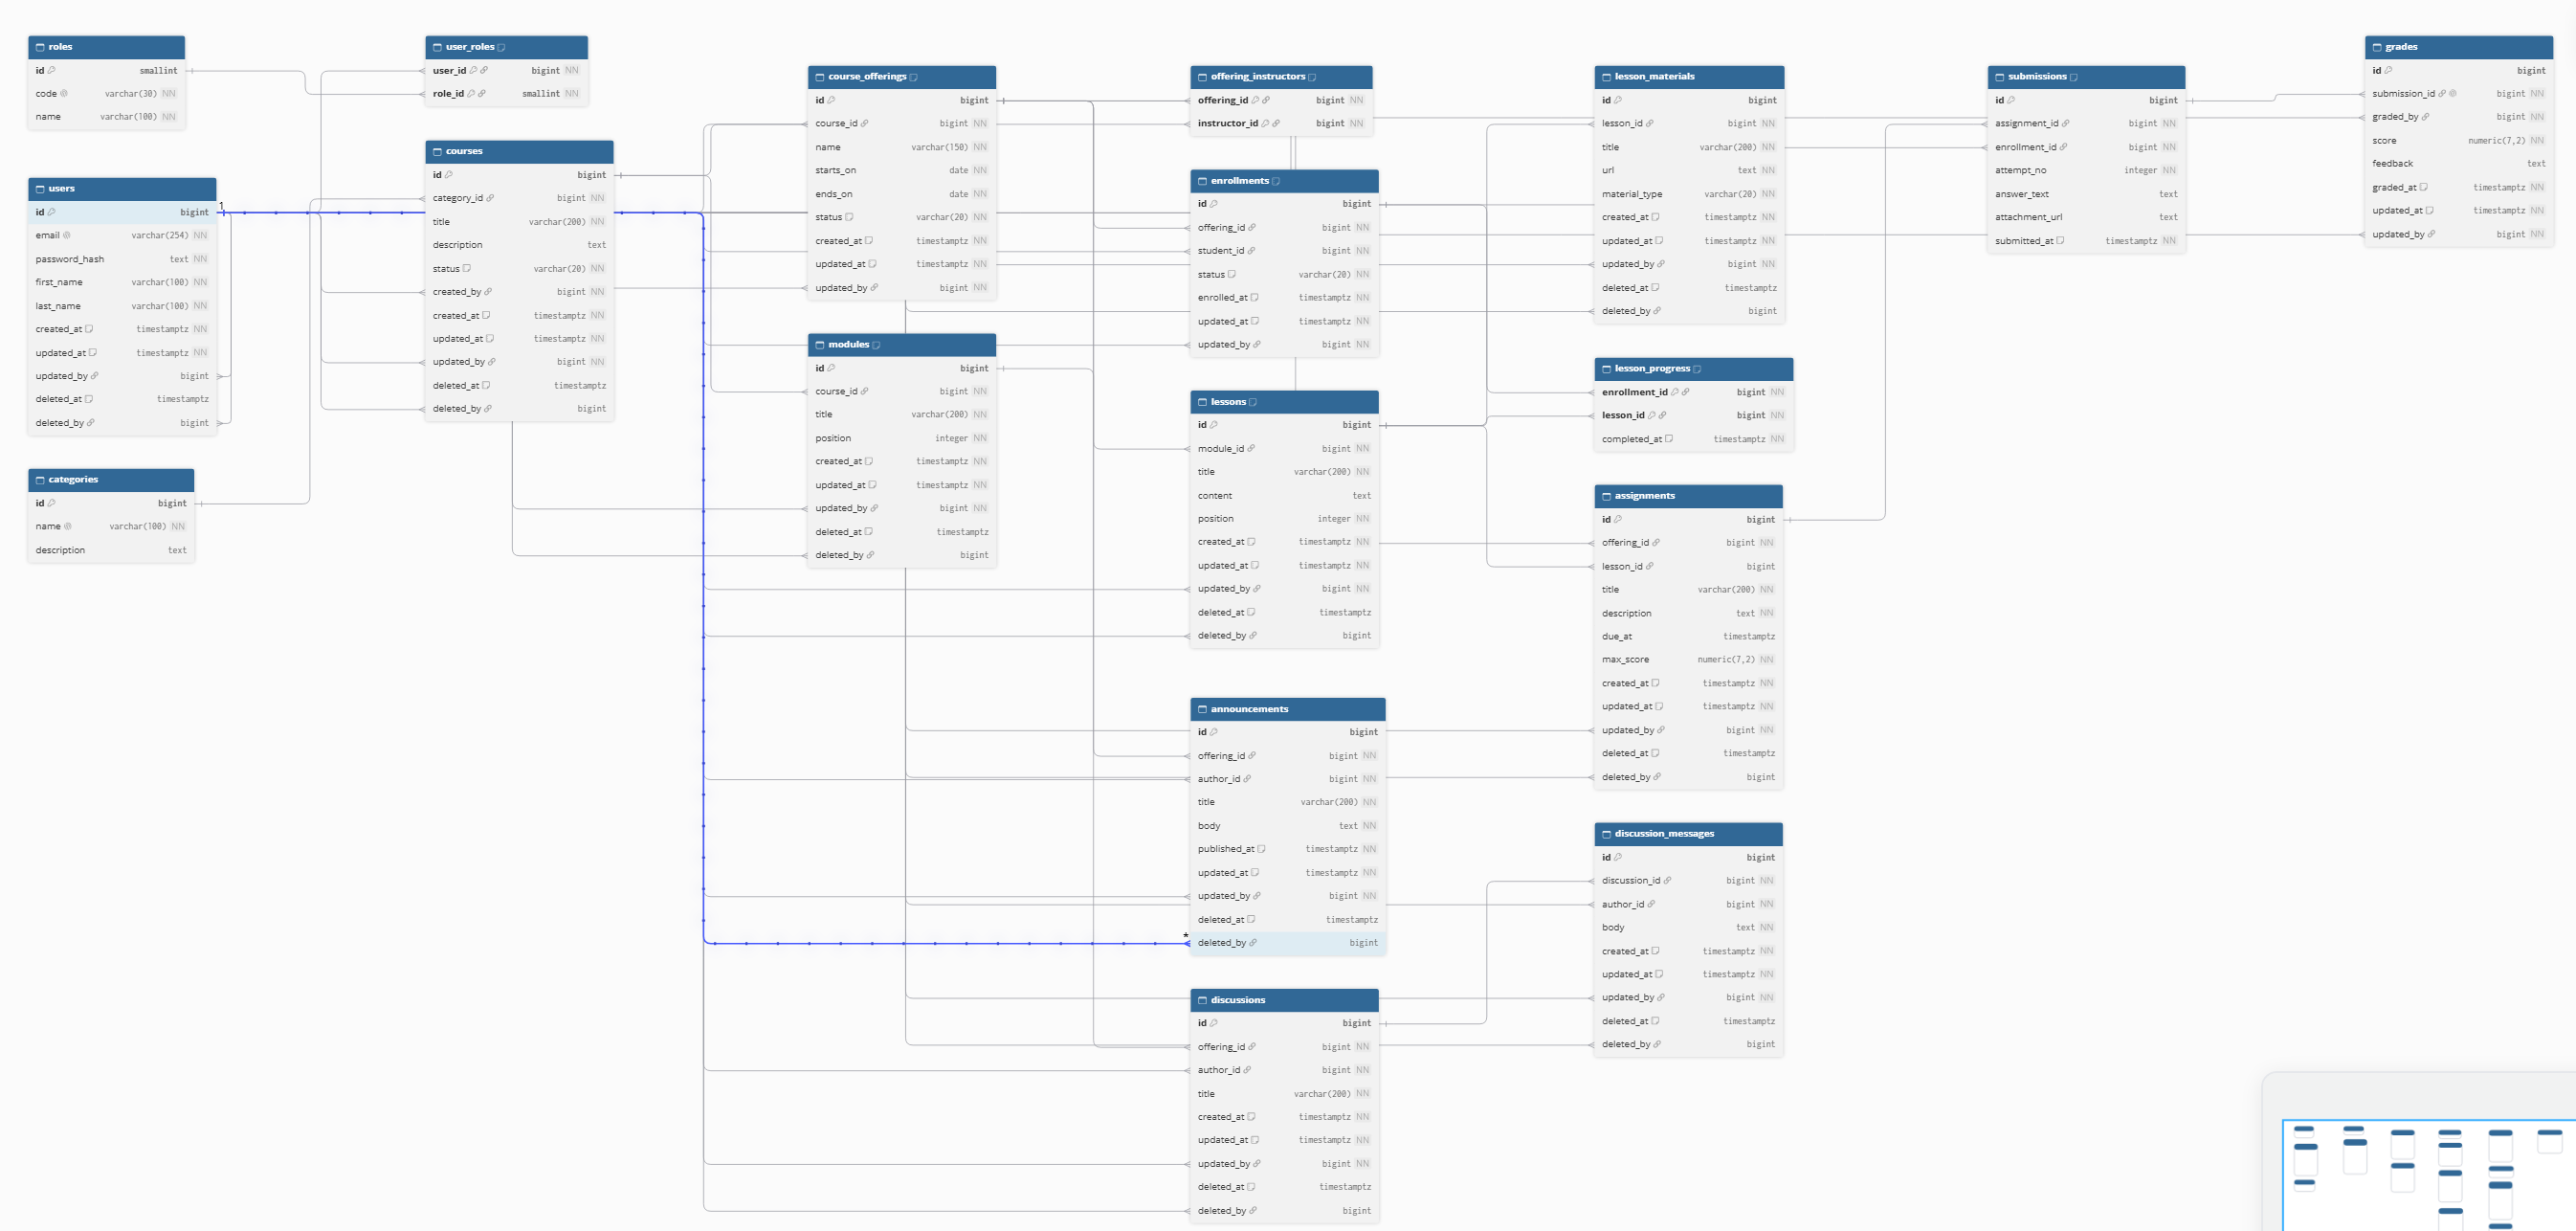 roles
id smallint
code varchar(30) NN
name varchar(100) NN
users
1
id bigint
email varchar(254) NN
password_hash text NN
first_name varchar(100) NN
last_name varchar(100) NN
created_at timestamptz NN
updated_at timestamptz NN
updated_by bigint
deleted_at timestamptz
deleted_by bigint
categories
id bigint
name varchar(100) NN
description text
user_roles
user_id bigint NN
role_id smallint NN
courses
id bigint
category_id bigint NN
title varchar(200) NN
description text
status varchar(20) NN
created_by bigint NN
created_at timestamptz NN
updated_at timestamptz NN
updated_by bigint NN
deleted_at timestamptz
deleted_by bigint
course_offerings
id bigint
course_id bigint NN
name varchar(150) NN
starts_on date NN
ends_on date NN
status varchar(20) NN
created_at timestamptz NN
updated_at timestamptz NN
updated_by bigint NN
modules
id bigint
course_id bigint NN
title varchar(200) NN
position integer NN
created_at timestamptz NN
updated_at timestamptz NN
updated_by bigint NN
deleted_at timestamptz
deleted_by bigint
offering_instructors
offering_id bigint NN
instructor_id bigint NN
enrollments
id bigint
offering_id bigint NN
student_id bigint NN
status varchar(20) NN
enrolled_at timestamptz NN
updated_at timestamptz NN
updated_by bigint NN
lessons
id bigint
module_id bigint NN
title varchar(200) NN
content text
position integer NN
created_at timestamptz NN
updated_at timestamptz NN
updated_by bigint NN
deleted_at timestamptz
deleted_by bigint
announcements
id bigint
offering_id bigint NN
author_id bigint NN
title varchar(200) NN
body text NN
published_at timestamptz NN
updated_at timestamptz NN
updated_by bigint NN
deleted_at timestamptz
*
deleted_by bigint
discussions
id bigint
offering_id bigint NN
author_id bigint NN
title varchar(200) NN
created_at timestamptz NN
updated_at timestamptz NN
updated_by bigint NN
deleted_at timestamptz
deleted_by bigint
lesson_materials
id bigint
lesson_id bigint NN
title varchar(200) NN
url text NN
material_type varchar(20) NN
created_at timestamptz NN
updated_at timestamptz NN
updated_by bigint NN
deleted_at timestamptz
deleted_by bigint
lesson_progress
enrollment_id bigint NN
lesson_id bigint NN
completed_at timestamptz NN
assignments
id bigint
offering_id bigint NN
lesson_id bigint
title varchar(200) NN
description text NN
due_at timestamptz
max_score numeric(7,2) NN
created_at timestamptz NN
updated_at timestamptz NN
updated_by bigint NN
deleted_at timestamptz
deleted_by bigint
discussion_messages
id bigint
discussion_id bigint NN
author_id bigint NN
body text NN
created_at timestamptz NN
updated_at timestamptz NN
updated_by bigint NN
deleted_at timestamptz
deleted_by bigint
submissions
id bigint
assignment_id bigint NN
enrollment_id bigint NN
attempt_no integer NN
answer_text text
attachment_url text
submitted_at timestamptz NN
grades
id bigint
submission_id bigint NN
graded_by bigint NN
score numeric(7,2) NN
feedback text
graded_at timestamptz NN
updated_at timestamptz NN
updated_by bigint NN